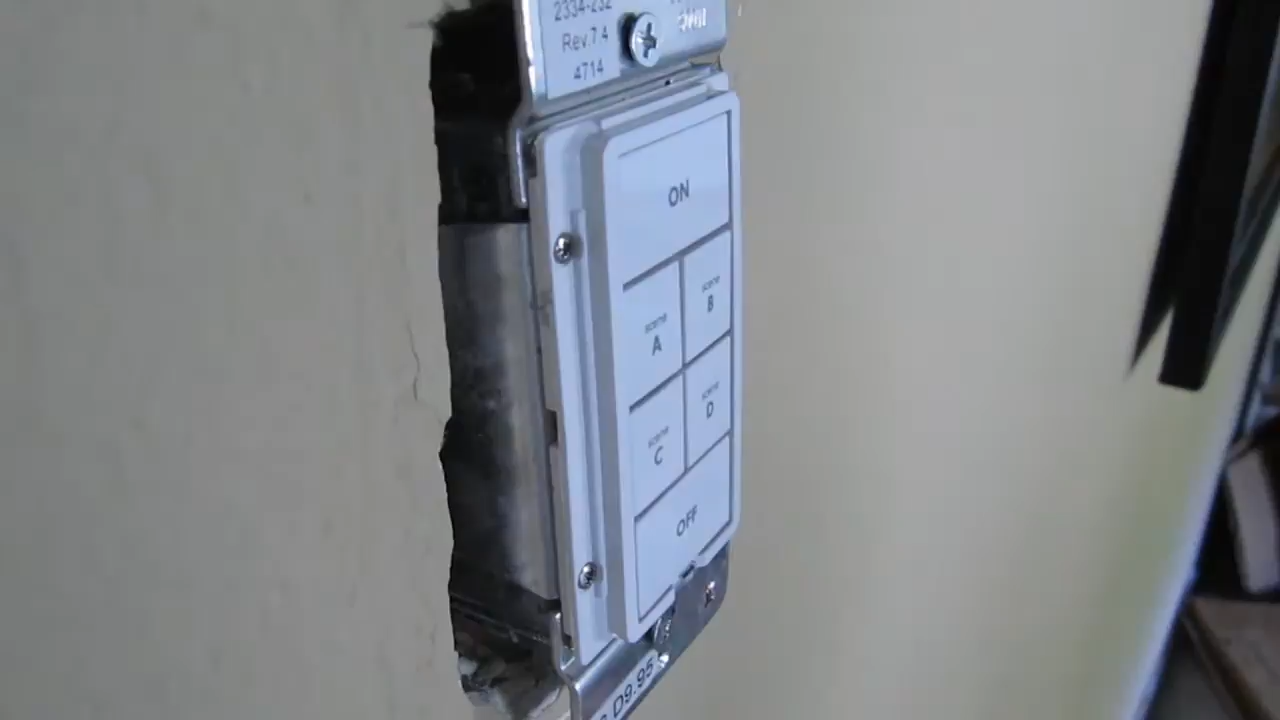 2334-232
Rev.7.4
4714
ON
scene
B
scene
A
scene
D
scene
C
OFF
D9.95